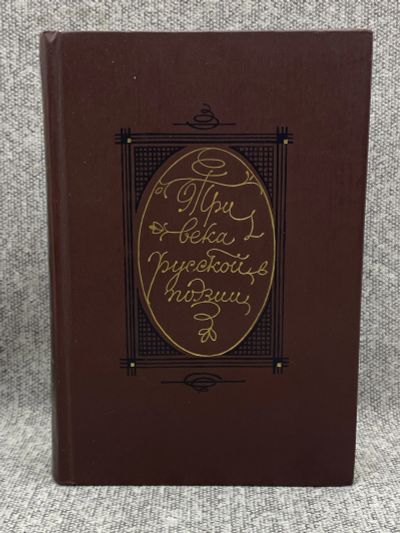 Три
века
русской
поэзии